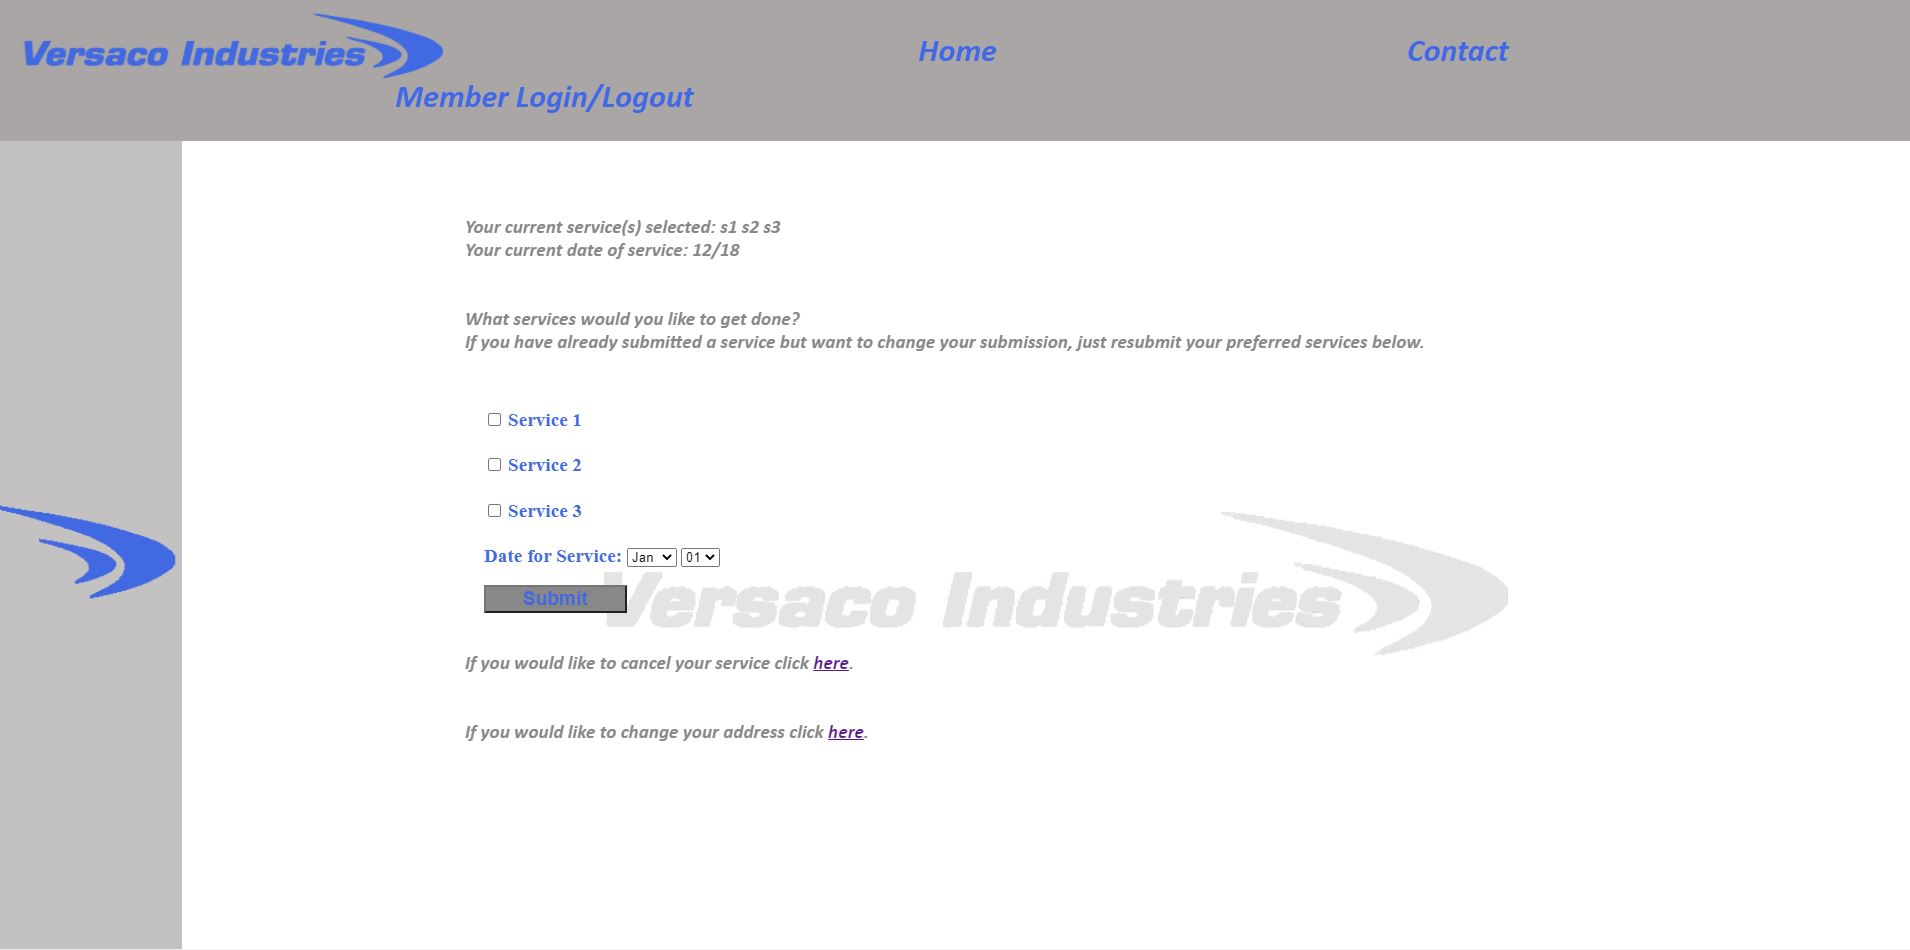 Versaco Industries
Home
Contact
Member Login/Logout
Your current service(s) selected: s1 s2 s3
Your current date of service: 12/18
What services would you like to get done?
If you have already submitted a service but want to change your submission, just resubmit your preferred services below.
Service 1
Service 2
Service 3
Date for Service: Jan 01
Submit
Versaco Industries
If you would like to cancel your service click here.
If you would like to change your address click here.